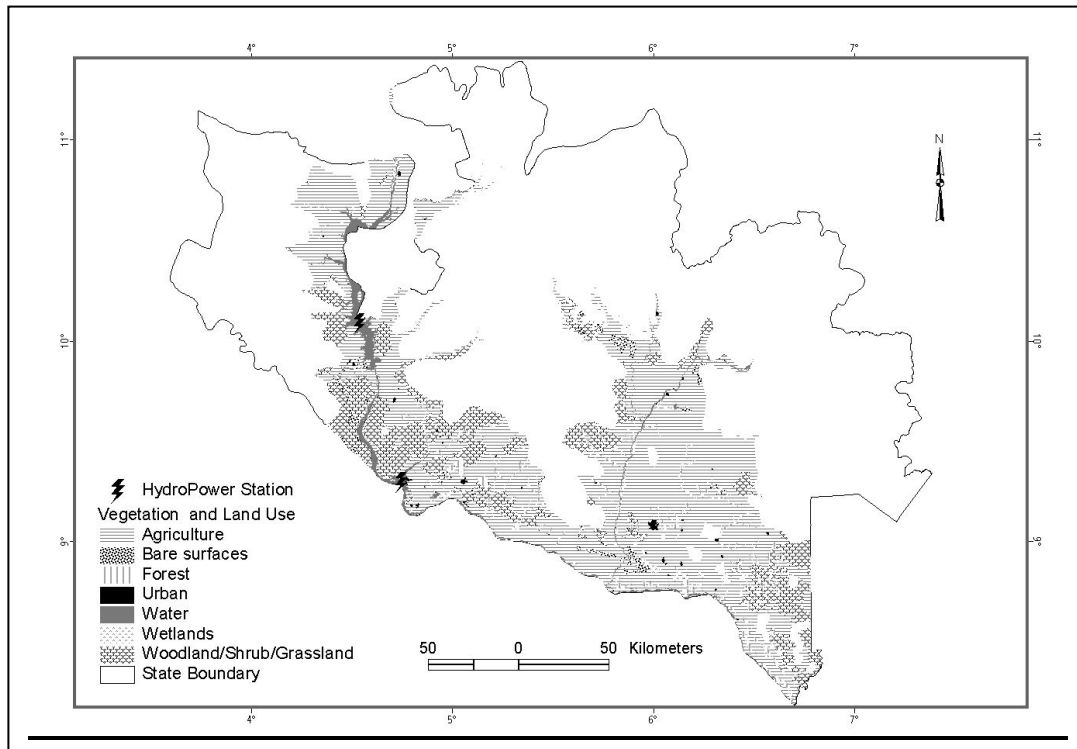 4° 5° 6° 7°
11° 11°
N
10° 10°
9° 9°
HydroPower Station
Vegetation and Land Use
Agriculture
Bare surfaces
Forest
Urban
Water
Wetlands
Woodland/Shrub/Grassland
State Boundary
50 0 50 Kilometers
4° 5° 6° 7°